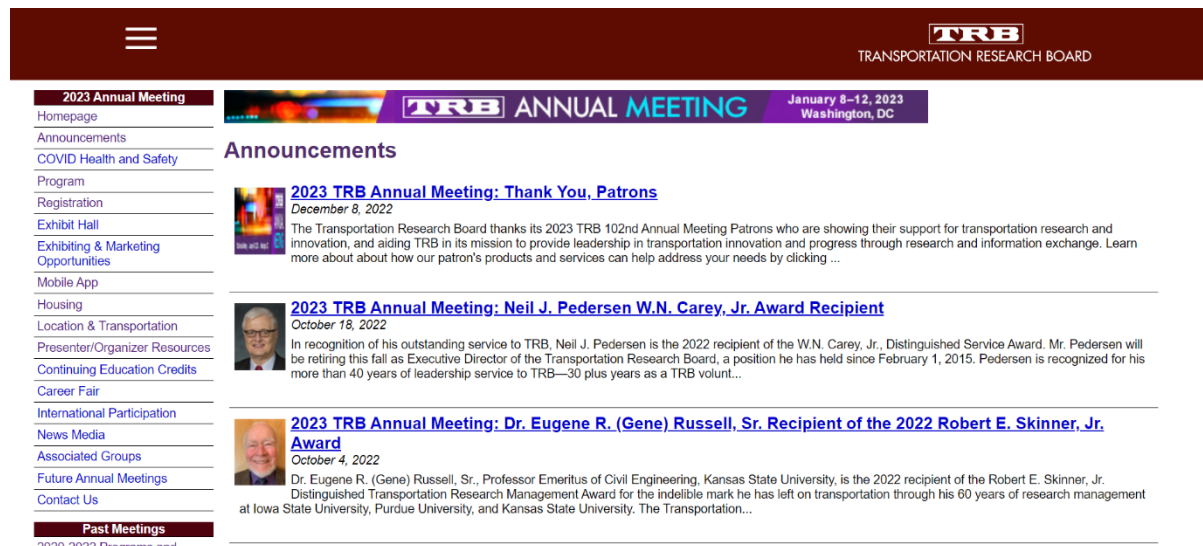 TRB
TRANSPORTATION RESEARCH BOARD
2023 Annual Meeting
Homepage
Announcements
COVID Health and Safety
Program
Registration
Exhibit Hall
Exhibiting & Marketing
Opportunities
Mobile App
Housing
Location & Transportation
Presenter/Organizer Resources
Continuing Education Credits
Career Fair
International Participation
News Media
Associated Groups
Future Annual Meetings
Contact Us
Past Meetings
TRB ANNUAL MEETING
January 8–12, 2023
Washington, DC
Announcements
2023 TRB Annual Meeting: Thank You, Patrons
December 8, 2022
The Transportation Research Board thanks its 2023 TRB 102nd Annual Meeting Patrons who are showing their support for transportation research and
innovation, and aiding TRB in its mission to provide leadership in transportation innovation and progress through research and information exchange. Learn
more about about how our patron's products and services can help address your needs by clicking ...
2023 TRB Annual Meeting: Neil J. Pedersen W.N. Carey, Jr. Award Recipient
October 18, 2022
In recognition of his outstanding service to TRB, Neil J. Pedersen is the 2022 recipient of the W.N. Carey, Jr., Distinguished Service Award. Mr. Pedersen will
be retiring this fall as Executive Director of the Transportation Research Board, a position he has held since February 1, 2015. Pedersen is recognized for his
more than 40 years of leadership service to TRB—30 plus years as a TRB volunt...
2023 TRB Annual Meeting: Dr. Eugene R. (Gene) Russell, Sr. Recipient of the 2022 Robert E. Skinner, Jr.
Award
October 4, 2022
Dr. Eugene R. (Gene) Russell, Sr., Professor Emeritus of Civil Engineering, Kansas State University, is the 2022 recipient of the Robert E. Skinner, Jr.
Distinguished Transportation Research Management Award for the indelible mark he has left on transportation through his 60 years of research management
at Iowa State University, Purdue University, and Kansas State University. The Transportation...